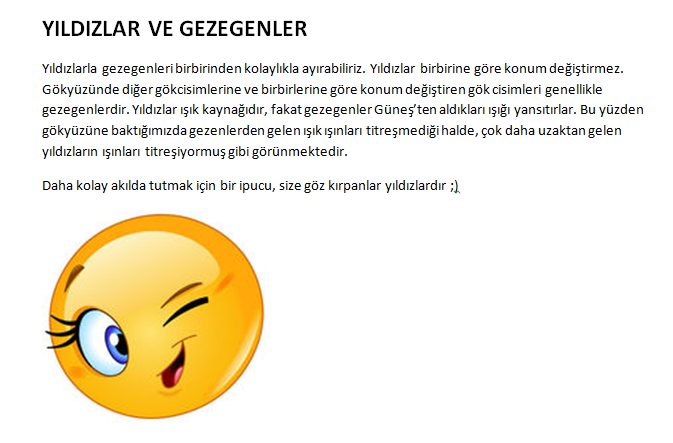 YILDIZLAR VE GEZEGENLER
Yıldızlarla gezegenleri birbirinden kolaylıkla ayırabiliriz. Yıldızlar birbirine göre konum değiştirmez.
Gökyüzünde diğer gökcisimlerine ve birbirlerine göre konum değiştiren gök cisimleri genellikle
gezegenlerdir. Yıldızlar ışık kaynağıdır, fakat gezegenler Güneş'ten aldıkları ışığı yansıtırlar. Bu yüzden
gökyüzüne baktığımızda gezenlerden gelen ışık ışınları titreşmediği halde, çok daha uzaktan gelen
yıldızların ışınları titreşiyormuş gibi görünmektedir.
Daha kolay akılda tutmak için bir ipucu, size göz kırpanlar yıldızlardır ;)